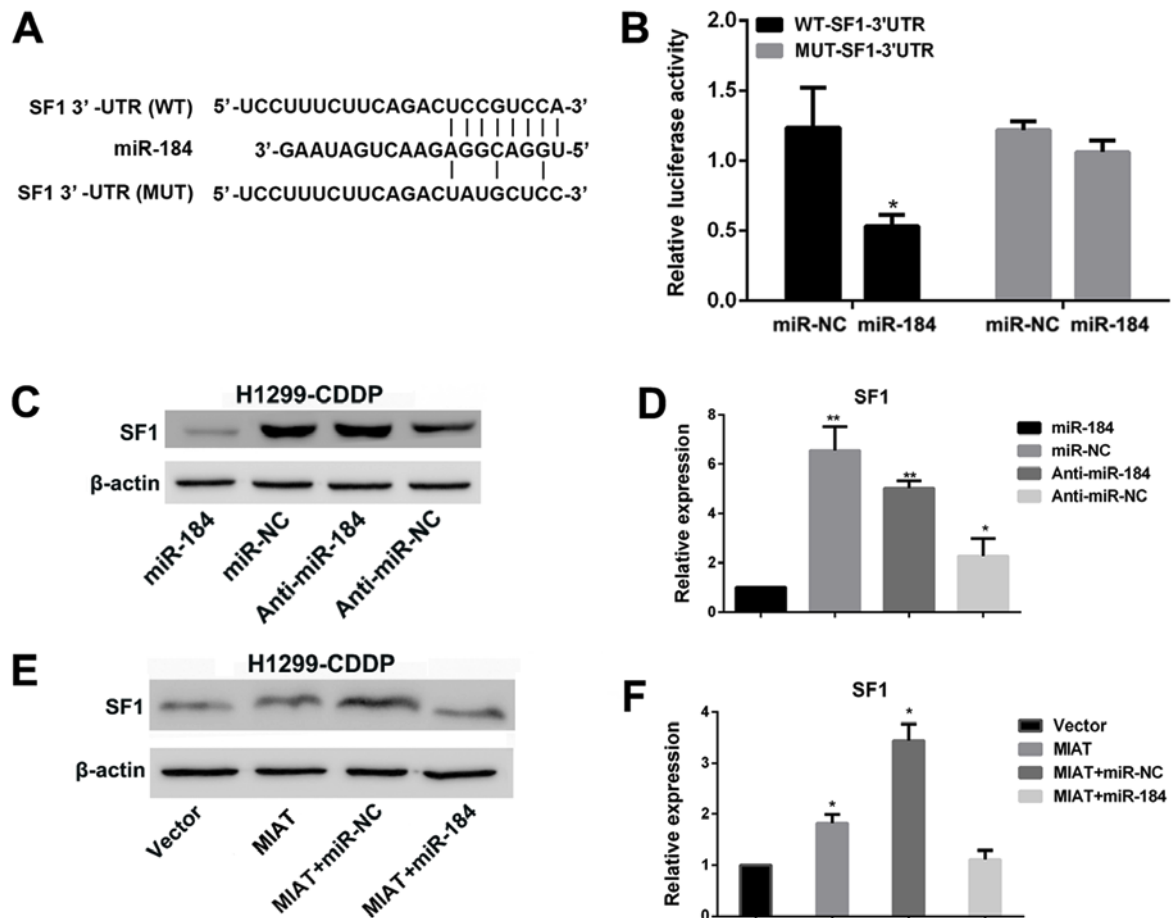 A
SF1 3' -UTR (WT) 5'-UCCUUUCUUCAGACUCCGUCCA-3'
miR-184 3'-GAAUAGUCAAGAGGCAGGU-5'
SF1 3' -UTR (MUT) 5'-UCCUUUCUUCAGACUAUGCUCC-3'
B
WT-SF1-3'UTR
MUT-SF1-3'UTR
Relative luciferase activity
2.0
1.5
1.0
0.5
0.0
*
miR-NC miR-184 miR-NC miR-184
C
H1299-CDDP
SF1
β-actin
miR-184
miR-NC
Anti-miR-184
Anti-miR-NC
D
SF1
Relative expression
8
6
4
2
0
**
**
*
miR-184
miR-NC
Anti-miR-184
Anti-miR-NC
E
H1299-CDDP
SF1
β-actin
Vector
MIAT
MIAT+miR-NC
MIAT+miR-184
F
SF1
Relative expression
4
3
2
1
0
*
*
Vector
MIAT
MIAT+miR-NC
MIAT+miR-184